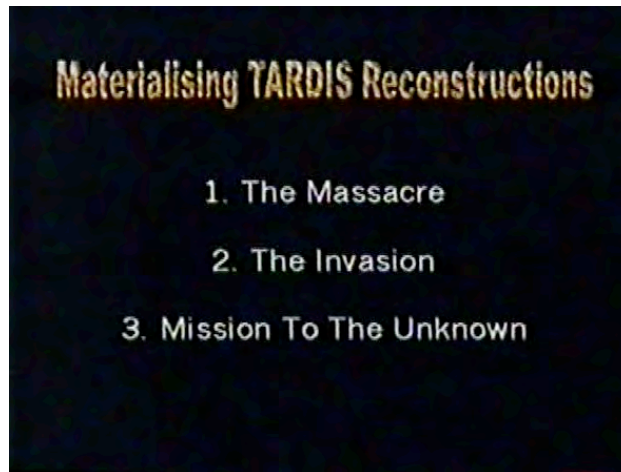 Materialising TARDIS Reconstructions
1. The Massacre
2. The Invasion
3. Mission To The Unknown